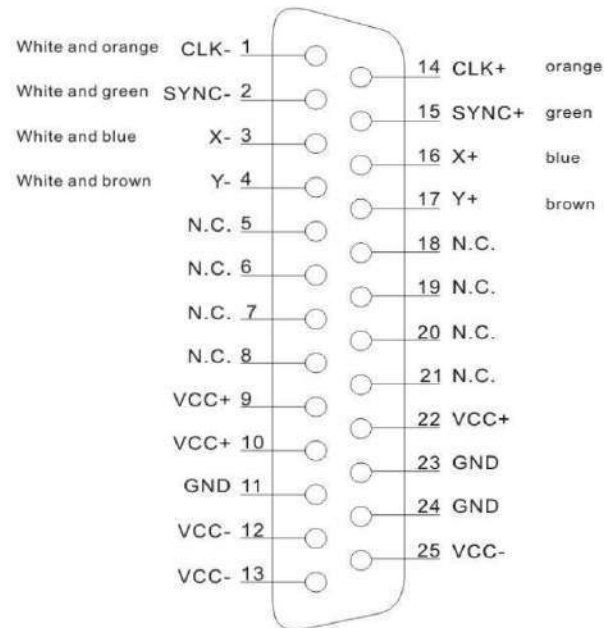 White and orange CLK- 1
14 CLK+ orange
White and green SYNC- 2
15 SYNC+ green
White and blue X- 3
16 X+ blue
White and brown Y- 4
17 Y+ brown
N.C. 5
18 N.C.
N.C. 6
19 N.C.
N.C. 7
20 N.C.
N.C. 8
21 N.C.
VCC+ 9
22 VCC+
VCC+ 10
23 GND
GND 11
24 GND
VCC- 12
25 VCC-
VCC- 13